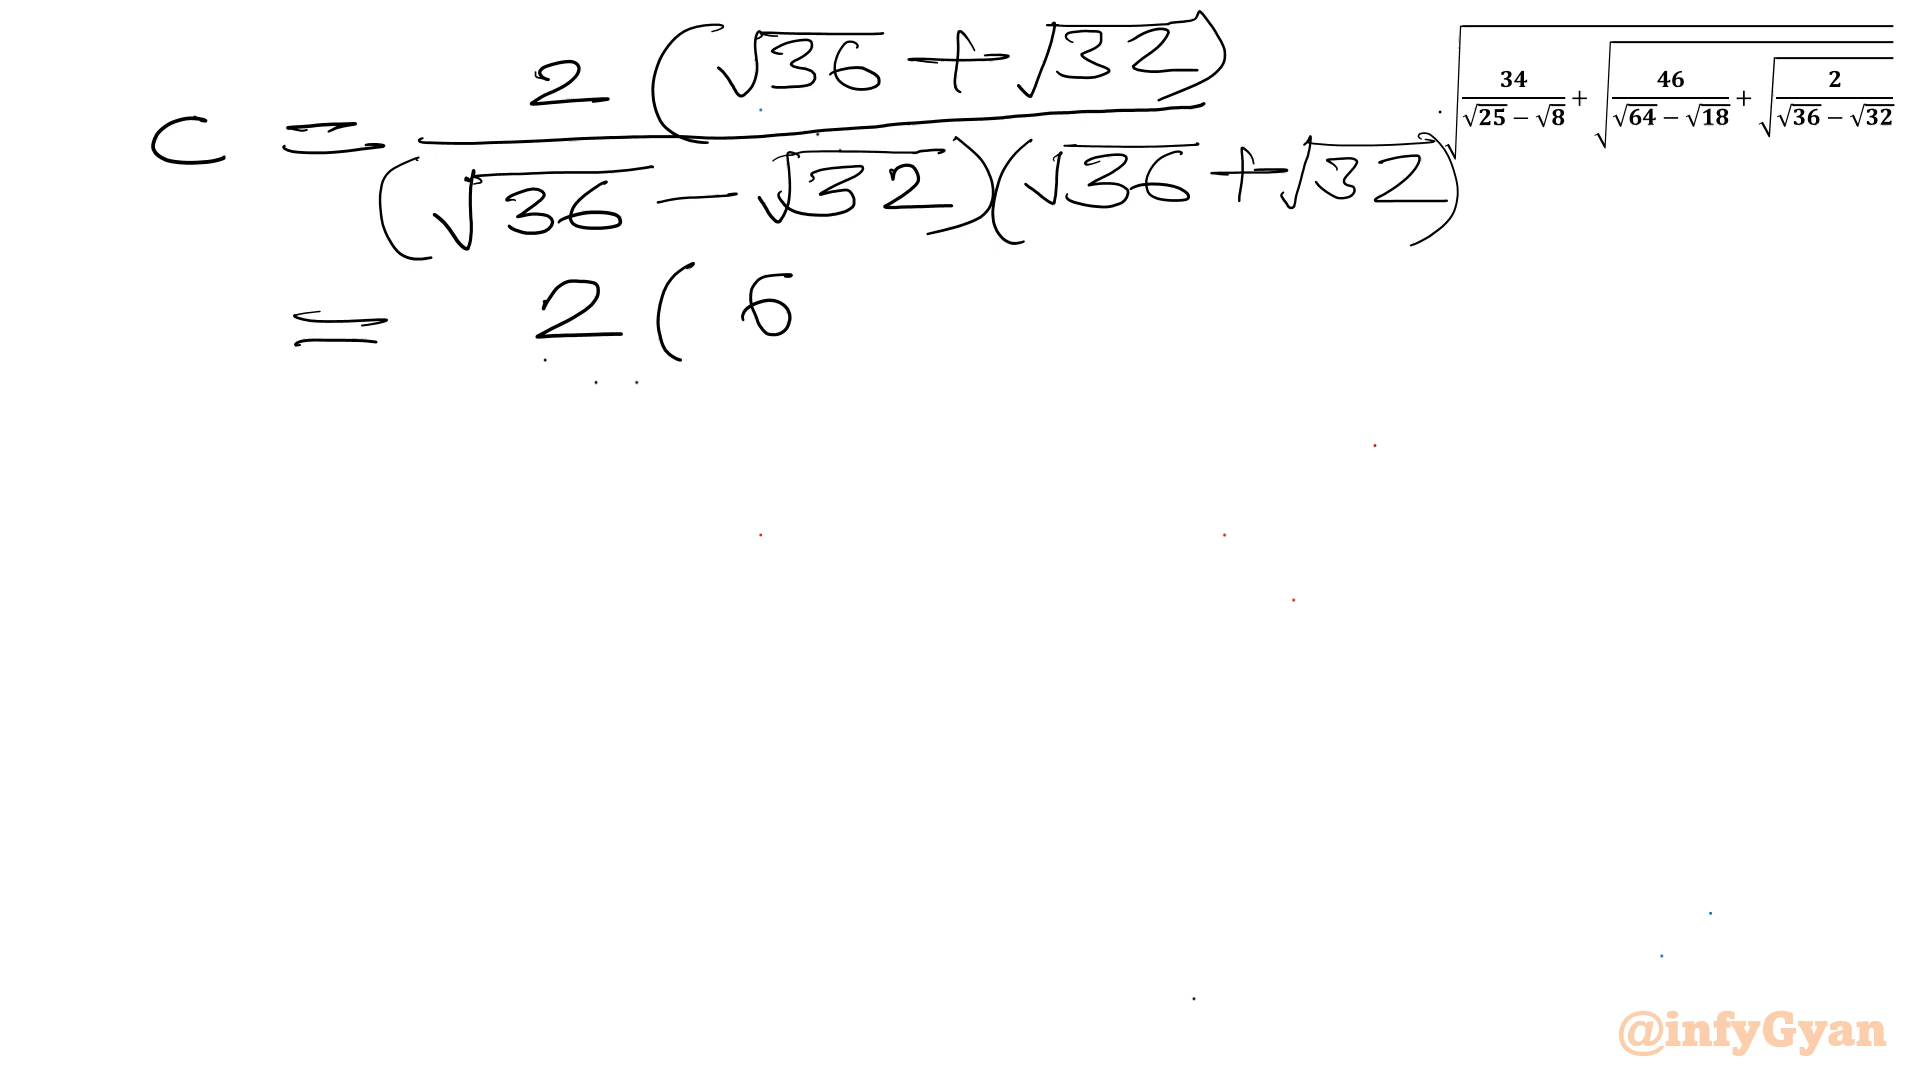 C = 2(√36 + √32) / (√36 − √32)(√36 + √32)
= 2(6
√(34/(√25 − √8) + √(46/(√64 − √18) + √(2/(√36 − √32))))
@infyGyan